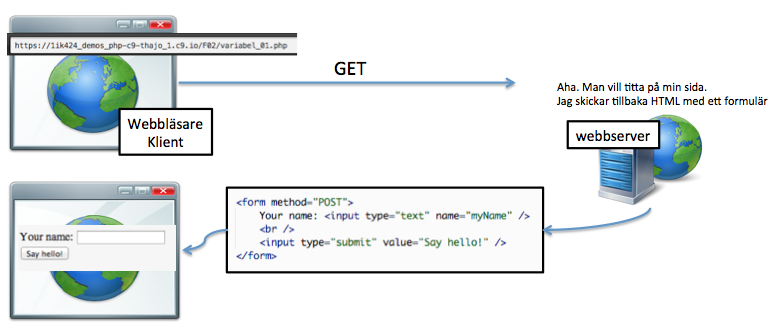 https://1ik424_demos_php-c9-thajo_1.c9.io/F02/variabel_01.php
GET
Webbläsare
Klient
Aha. Man vill titta på min sida.
Jag skickar tillbaka HTML med ett formulär
webbserver
<form method="POST">
Your name: <input type="text" name="myName" />
<br />
<input type="submit" value="Say hello!" />
</form>
Your name:
Say hello!